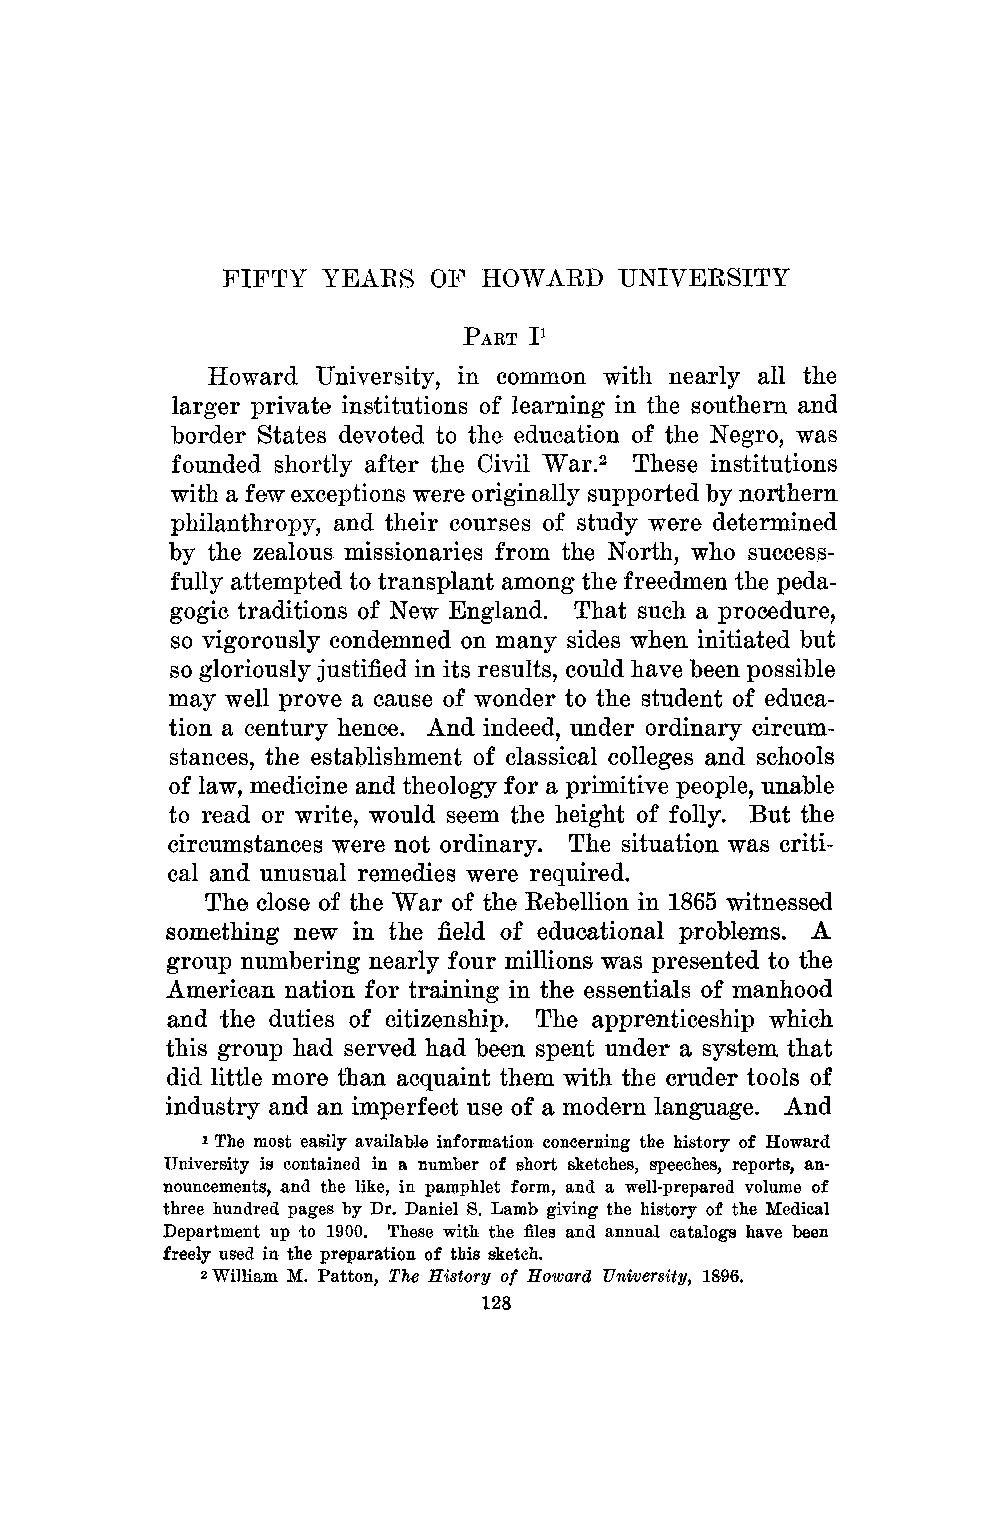 FIFTY YEARS OF HOWARD UNIVERSITY
PART I¹
Howard University, in common with nearly all the
larger private institutions of learning in the southern and
border States devoted to the education of the Negro, was
founded shortly after the Civil War.² These institutions
with a few exceptions were originally supported by northern
philanthropy, and their courses of study were determined
by the zealous missionaries from the North, who success-
fully attempted to transplant among the freedmen the peda-
gogic traditions of New England. That such a procedure,
so vigorously condemned on many sides when initiated but
so gloriously justified in its results, could have been possible
may well prove a cause of wonder to the student of educa-
tion a century hence. And indeed, under ordinary circum-
stances, the establishment of classical colleges and schools
of law, medicine and theology for a primitive people, unable
to read or write, would seem the height of folly. But the
circumstances were not ordinary. The situation was criti-
cal and unusual remedies were required.
The close of the War of the Rebellion in 1865 witnessed
something new in the field of educational problems. A
group numbering nearly four millions was presented to the
American nation for training in the essentials of manhood
and the duties of citizenship. The apprenticeship which
this group had served had been spent under a system that
did little more than acquaint them with the cruder tools of
industry and an imperfect use of a modern language. And
¹ The most easily available information concerning the history of Howard
University is contained in a number of short sketches, speeches, reports, an-
nouncements, and the like, in pamphlet form, and a well-prepared volume of
three hundred pages by Dr. Daniel S. Lamb giving the history of the Medical
Department up to 1900. These with the files and annual catalogs have been
freely used in the preparation of this sketch.
² William M. Patton, The History of Howard University, 1896.
128